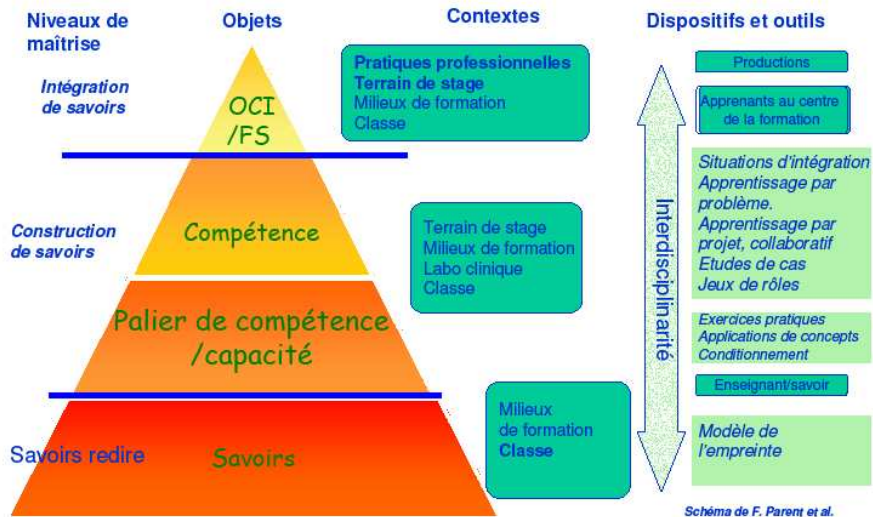 Niveaux de
maîtrise
Objets
Contextes
Dispositifs et outils
Intégration
de savoirs
OCI
/FS
Pratiques professionnelles
Terrain de stage
Milieux de formation
Classe
Productions
Apprenants au centre
de la formation
Construction
de savoirs
Compétence
Terrain de stage
Milieux de formation
Labo clinique
Classe
Interdisciplinarité
Situations d'intégration
Apprentissage par
problème.
Apprentissage par
projet, collaboratif
Etudes de cas
Jeux de rôles
Palier de compétence
/capacité
Exercices pratiques
Applications de concepts
Conditionnement
Enseignant/savoir
Savoirs redire
Savoirs
Milieux
de formation
Classe
Modèle de
l'empreinte
Schéma de F. Parent et al.